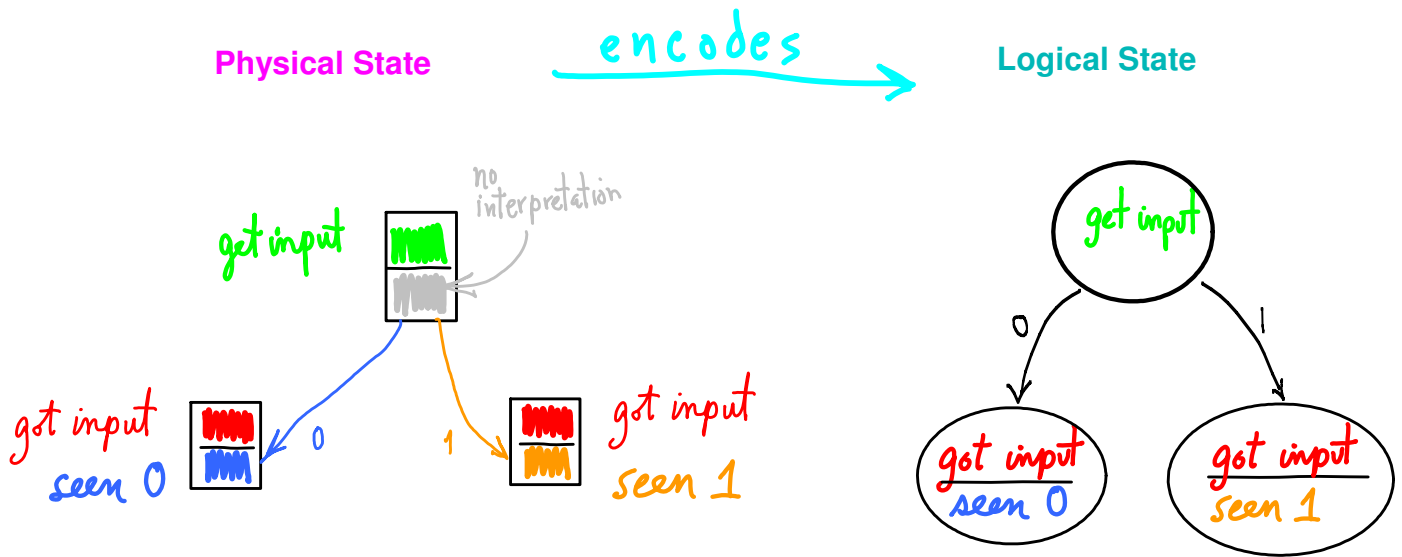 Physical State
encodes
Logical State
no
interpretation
get input
get input
0
1
got input
seen 0
0
1
got input
seen 1
got input
seen 0
got input
seen 1